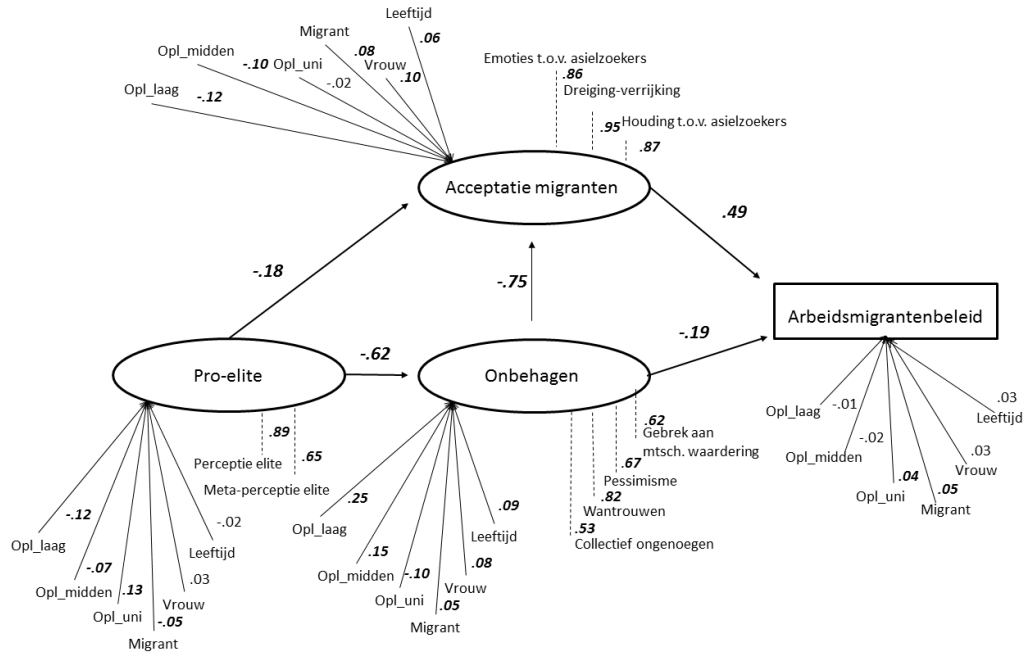 Leeftijd
Migrant
.06
Opl_midden
.08
-.10
Opl_uni
Vrouw
-.02
.10
Opl_laag
-.12
Emoties t.o.v. asielzoekers
.86
Dreiging-verrijking
.95
Houding t.o.v. asielzoekers
.87
Acceptatie migranten
.49
-.18
-.75
Arbeidsmigrantenbeleid
-.19
-.62
Pro-elite
Onbehagen
.89
Perceptie elite
.65
Meta-perceptie elite
-.12
Opl_laag
-.07
Opl_midden
.13
Opl_uni
-.05
Migrant
.03
Vrouw
-.02
Leeftijd
.62
Gebrek aan
mtsch. waardering
.67
Pessimisme
.82
Wantrouwen
.53
Collectief ongenoegen
.25
Opl_laag
.15
Opl_midden
-.10
Opl_uni
.05
Migrant
.08
Vrouw
.09
Leeftijd
-.01
Opl_laag
-.02
Opl_midden
.04
Opl_uni
.05
Migrant
.03
Vrouw
.03
Leeftijd